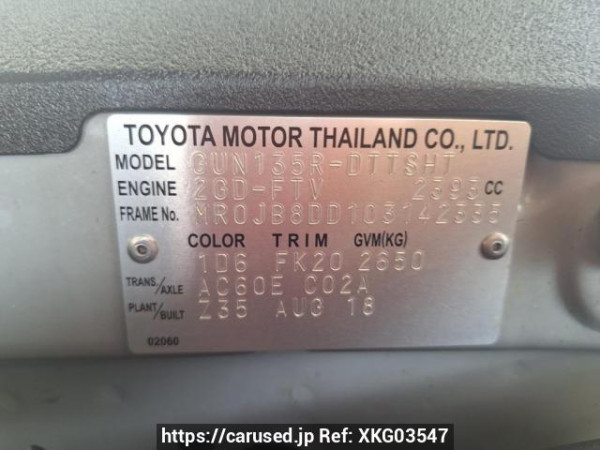 TOYOTA MOTOR THAILAND CO., LTD.
MODEL GUN135R-DTTSHT
ENGINE 2GD-FTV 2393 CC
FRAME No. MR0JB8DD103142335
COLOR TRIM GVM(KG)
1D6 FK20 2650
TRANS/AXLE AC60E C02A
PLANT/BUILT Z35 AUG 18
02060
https://carused.jp Ref: XKG03547